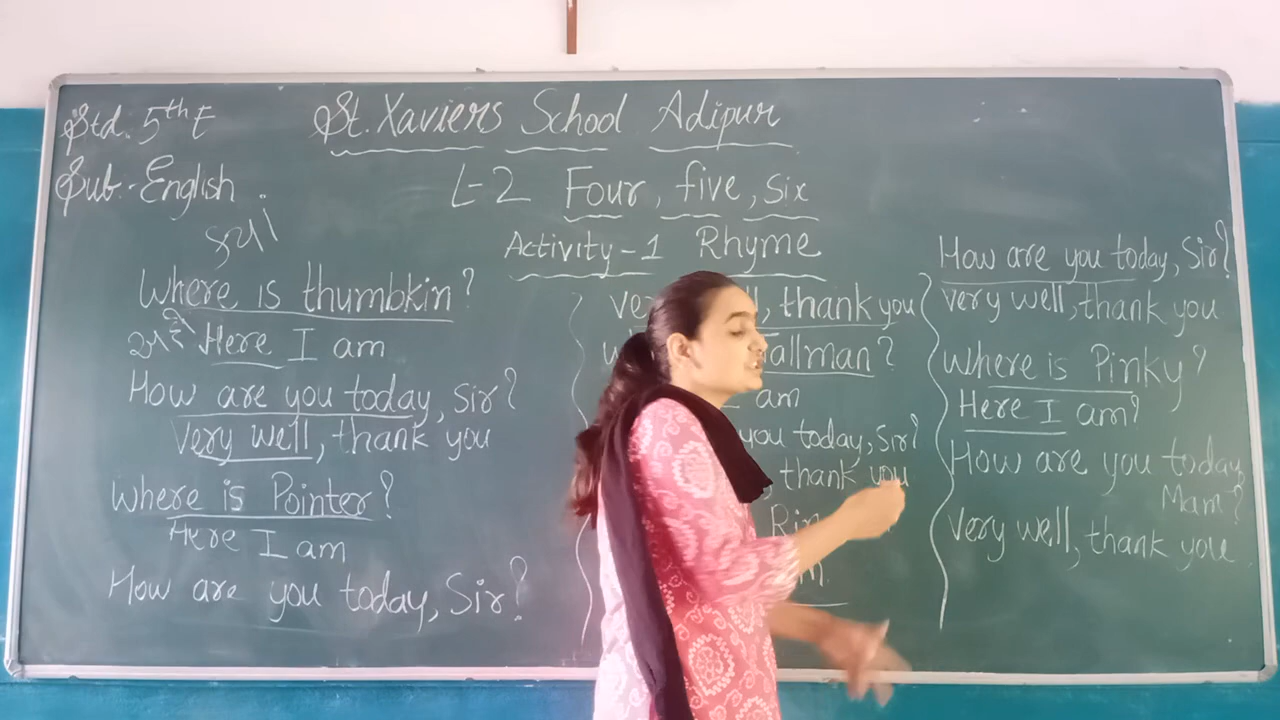 Std. 5th E
St. Xaviers School Adipur
Sub:- English
L-2 Four, five, six
Activity-1 Rhyme
ક્યાં
Where is thumbkin?
અહીં Here I am
How are you today, Sir?
Very well, thank you
Where is Pointer?
Here I am
How are you today, Sir?
thank you
allman?
am
you today, Sir?
, thank you
Rin
How are you today, Sir?
Very well, thank you
Where is Pinky?
Here I am?
How are you today
Mam?
Very well, thank you